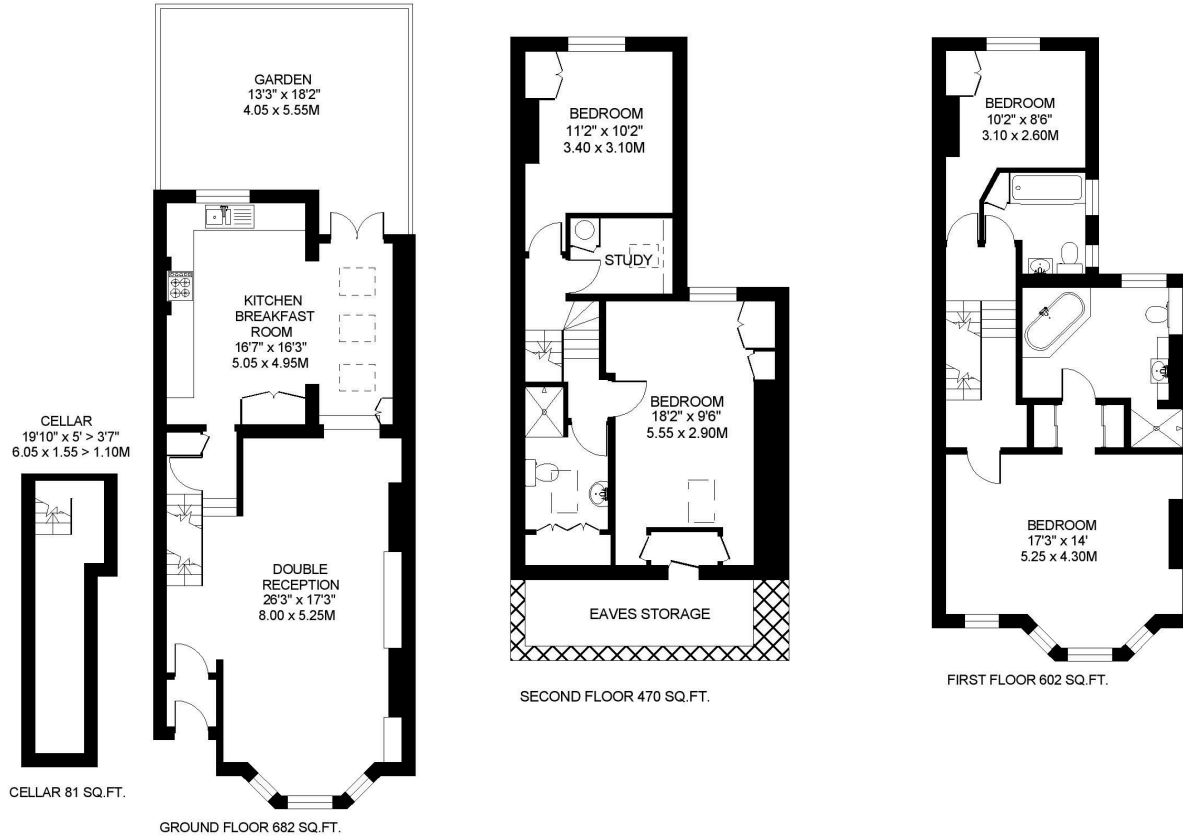 GARDEN
13'3" x 18'2"
4.05 x 5.55M
KITCHEN
BREAKFAST
ROOM
16'7" x 16'3"
5.05 x 4.95M
CELLAR
19'10" x 5' > 3'7"
6.05 x 1.55 > 1.10M
DOUBLE
RECEPTION
26'3" x 17'3"
8.00 x 5.25M
CELLAR 81 SQ.FT.
GROUND FLOOR 682 SQ.FT.
BEDROOM
11'2" x 10'2"
3.40 x 3.10M
STUDY
BEDROOM
18'2" x 9'6"
5.55 x 2.90M
EAVES STORAGE
SECOND FLOOR 470 SQ.FT.
BEDROOM
10'2" x 8'6"
3.10 x 2.60M
BEDROOM
17'3" x 14'
5.25 x 4.30M
FIRST FLOOR 602 SQ.FT.